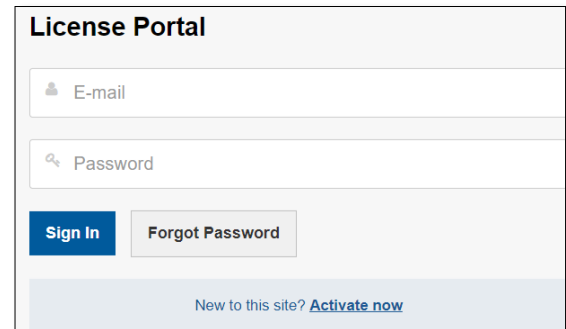 License Portal
E-mail
Password
Sign In Forgot Password
New to this site? Activate now